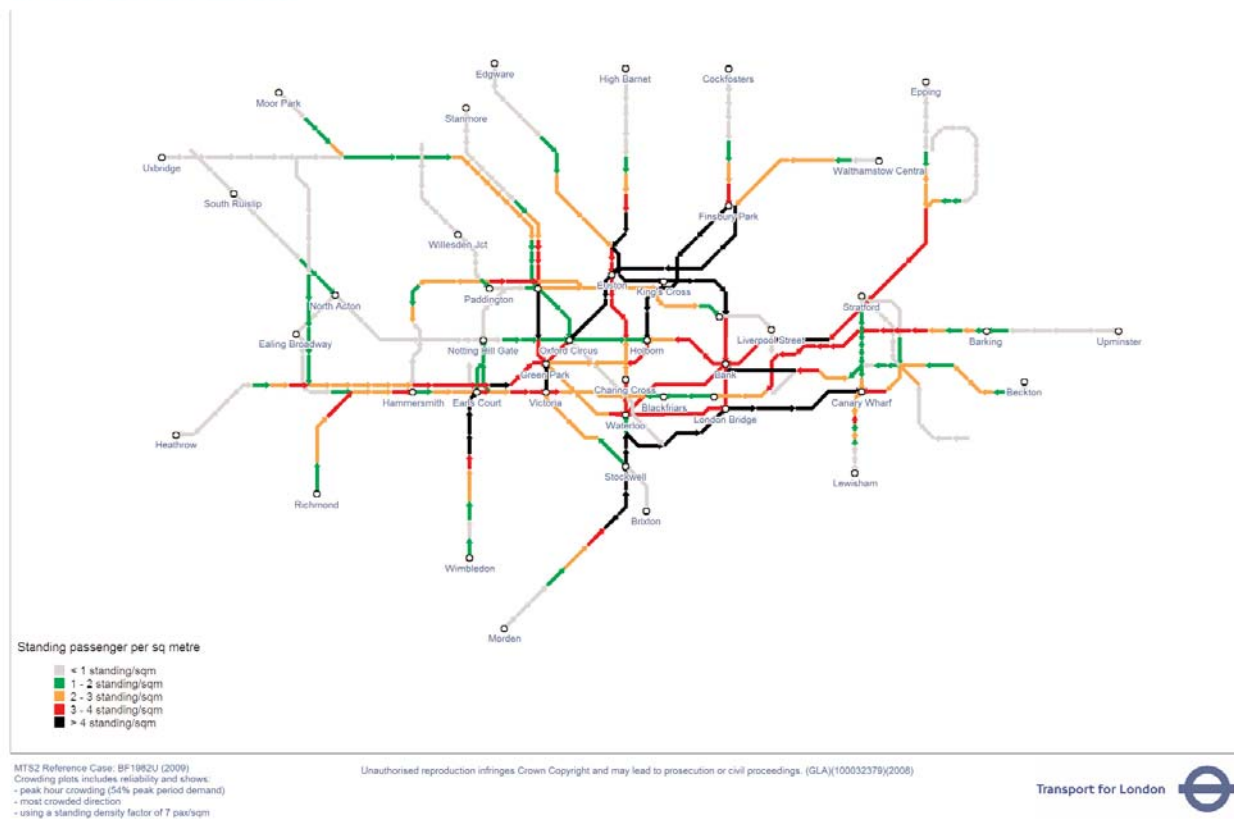 Edgware
High Barnet
Cockfosters
Epping
Moor Park
Stanmore
Uxbridge
Walthamstow Central
South Ruislip
Finsbury Park
Willesden Jct
Paddington
Euston
King's Cross
North Acton
Stratford
Ealing Broadway
Notting Hill Gate
Oxford Circus
Holborn
Liverpool Street
Barking
Upminster
Green Park
Bank
Charing Cross
Hammersmith
Earls Court
Victoria
Blackfriars
Canary Wharf
Beckton
Waterloo
London Bridge
Heathrow
Stockwell
Lewisham
Richmond
Brixton
Wimbledon
Morden
Standing passenger per sq metre
< 1 standing/sqm
1 - 2 standing/sqm
2 - 3 standing/sqm
3 - 4 standing/sqm
> 4 standing/sqm
MTS2 Reference Case: BF1982U (2009)
Crowding plots includes reliability and shows:
- peak hour crowding (54% peak period demand)
- most crowded direction
- using a standing density factor of 7 pax/sqm
Unauthorised reproduction infringes Crown Copyright and may lead to prosecution or civil proceedings. (GLA)(100032379)(2008)
Transport for London